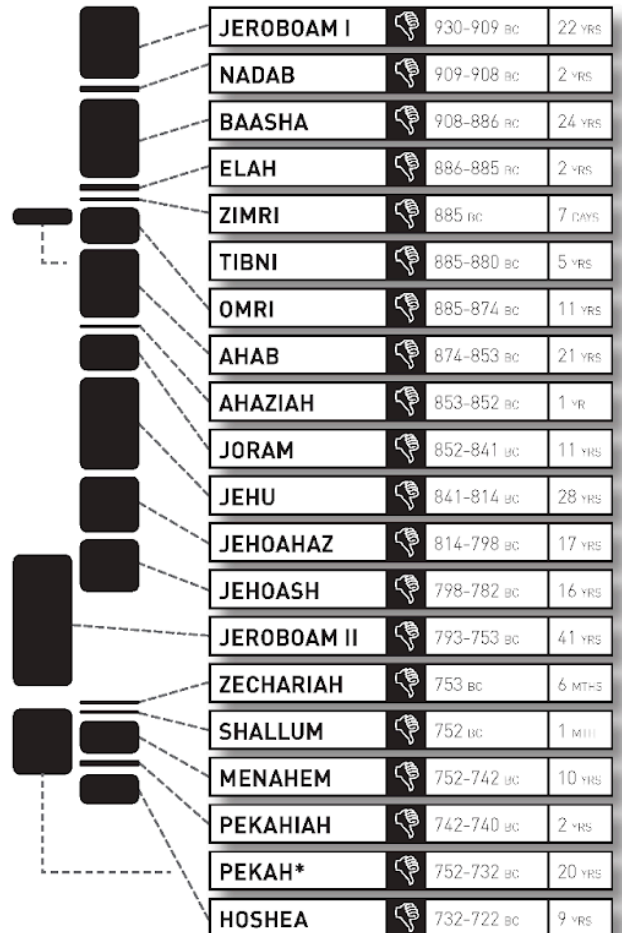 JEROBOAM I 930-909 BC 22 YRS
NADAB 909-908 BC 2 YRS
BAASHA 908-886 BC 24 YRS
ELAH 886-885 BC 2 YRS
ZIMRI 885 BC 7 DAYS
TIBNI 885-880 BC 5 YRS
OMRI 885-874 BC 11 YRS
AHAB 874-853 BC 21 YRS
AHAZIAH 853-852 BC 1 YR
JORAM 852-841 BC 11 YRS
JEHU 841-814 BC 28 YRS
JEHOAHAZ 814-798 BC 17 YRS
JEHOASH 798-782 BC 16 YRS
JEROBOAM II 793-753 BC 41 YRS
ZECHARIAH 753 BC 6 MTHS
SHALLUM 752 BC 1 MTH
MENAHEM 752-742 BC 10 YRS
PEKAHIAH 742-740 BC 2 YRS
PEKAH* 752-732 BC 20 YRS
HOSHEA 732-722 BC 9 YRS